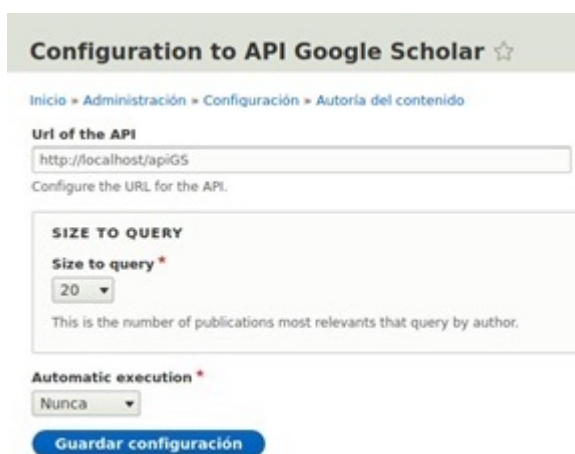 Configuration to API Google Scholar ☆
Inicio » Administración » Configuración » Autoría del contenido
Url of the API
http://localhost/apiGS
Configure the URL for the API.
SIZE TO QUERY
Size to query *
20
This is the number of publications most relevants that query by author.
Automatic execution *
Nunca
Guardar configuración